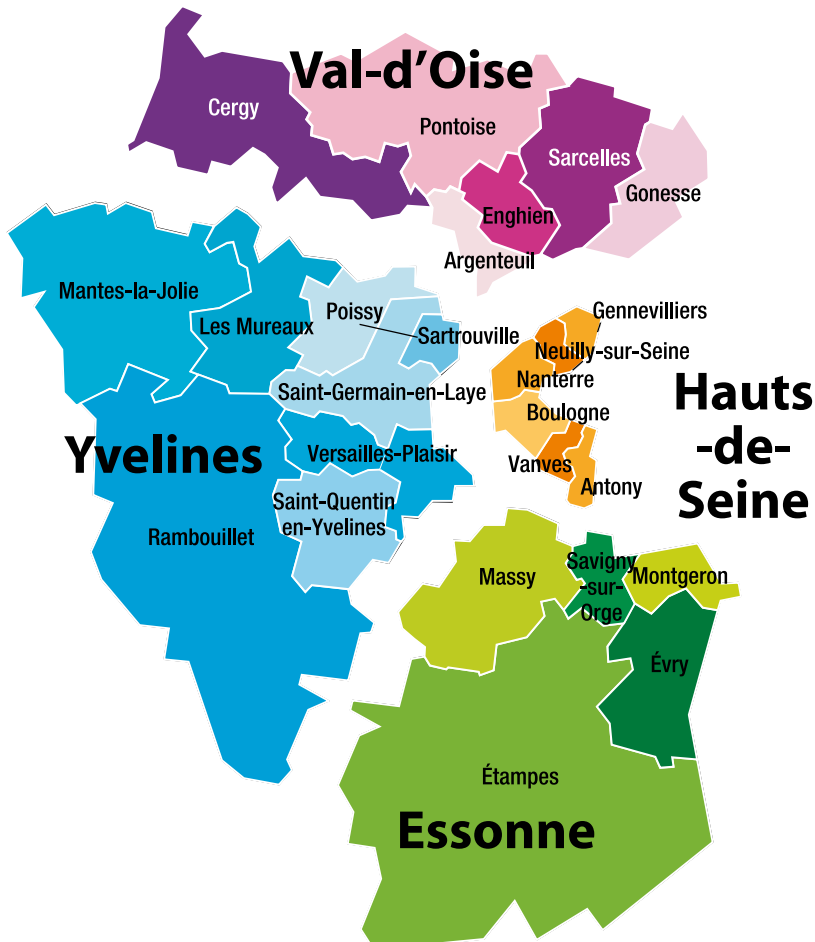 Val-d'Oise
Cergy
Pontoise
Sarcelles
Gonesse
Enghien
Argenteuil
Mantes-la-Jolie
Les Mureaux
Poissy
Sartrouville
Saint-Germain-en-Laye
Yvelines
Versailles-Plaisir
Saint-Quentin
en-Yvelines
Rambouillet
Gennevilliers
Neuilly-sur-Seine
Nanterre
Boulogne
Vanves
Antony
Hauts
-de-
Seine
Massy
Savigny
-sur-
Orge
Montgeron
Évry
Étampes
Essonne